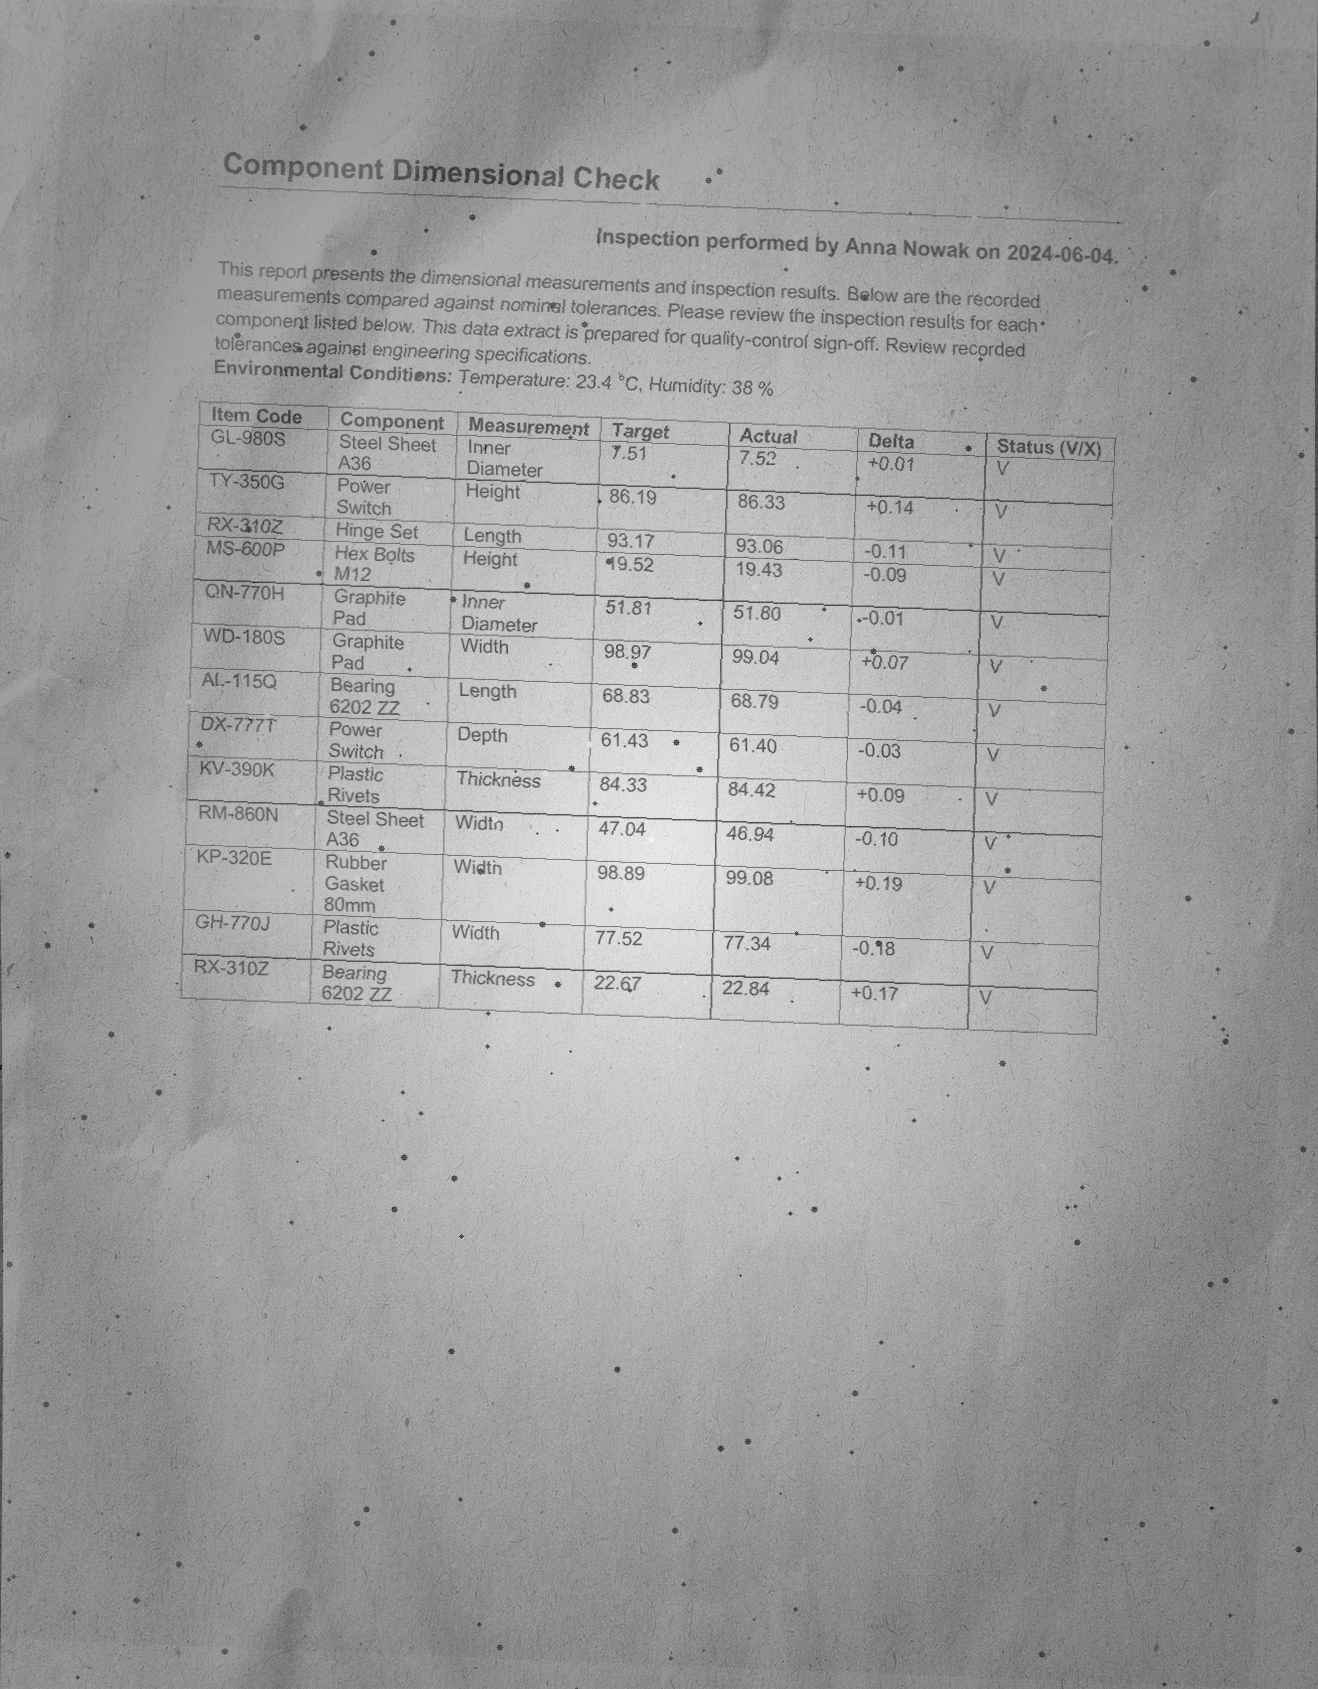 Component Dimensional Check
Inspection performed by Anna Nowak on 2024-06-04.
This report presents the dimensional measurements and inspection results. Below are the recorded
measurements compared against nominal tolerances. Please review the inspection results for each
component listed below. This data extract is prepared for quality-control sign-off. Review recorded
tolerances against engineering specifications.
Environmental Conditions: Temperature: 23.4 °C, Humidity: 38 %
Item Code Component Measurement Target Actual Delta Status (V/X)
GL-980S Steel Sheet Inner 7.51 7.52 +0.01 V
A36 Diameter
TY-350G Power Height 86.19 86.33 +0.14 V
Switch
RX-310Z Hinge Set Length 93.17 93.06 -0.11 V
MS-600P Hex Bolts Height 19.52 19.43 -0.09 V
M12
QN-770H Graphite Inner 51.81 51.80 -0.01 V
Pad Diameter
WD-180S Graphite Width 98.97 99.04 +0.07 V
Pad
AL-115Q Bearing Length 68.83 68.79 -0.04 V
6202 ZZ
DX-777T Power Depth 61.43 61.40 -0.03 V
Switch
KV-390K Plastic Thickness 84.33 84.42 +0.09 V
Rivets
RM-860N Steel Sheet Width 47.04 46.94 -0.10 V
A36
KP-320E Rubber Width 98.89 99.08 +0.19 V
Gasket
80mm
GH-770J Plastic Width 77.52 77.34 -0.18 V
Rivets
RX-310Z Bearing Thickness 22.67 22.84 +0.17 V
6202 ZZ